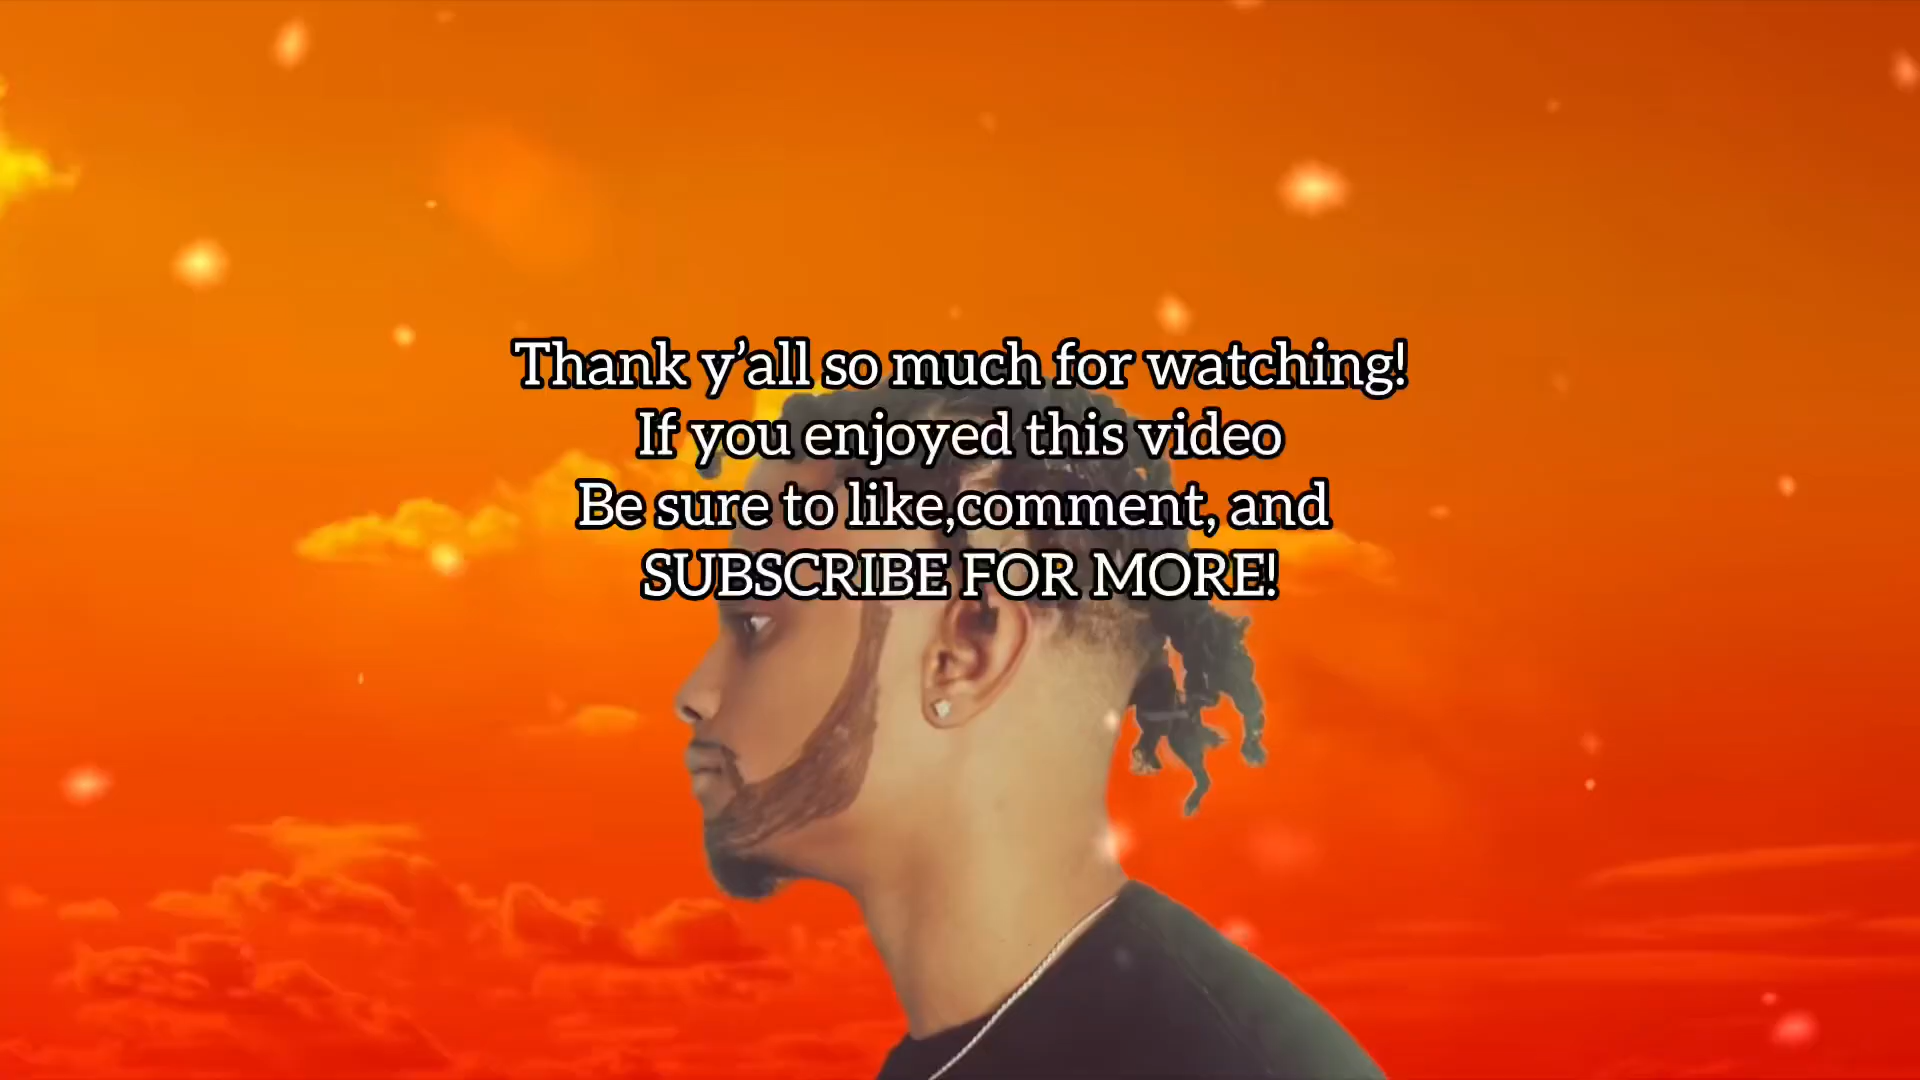 Thank y’all so much for watching!
If you enjoyed this video
Be sure to like,comment, and
SUBSCRIBE FOR MORE!